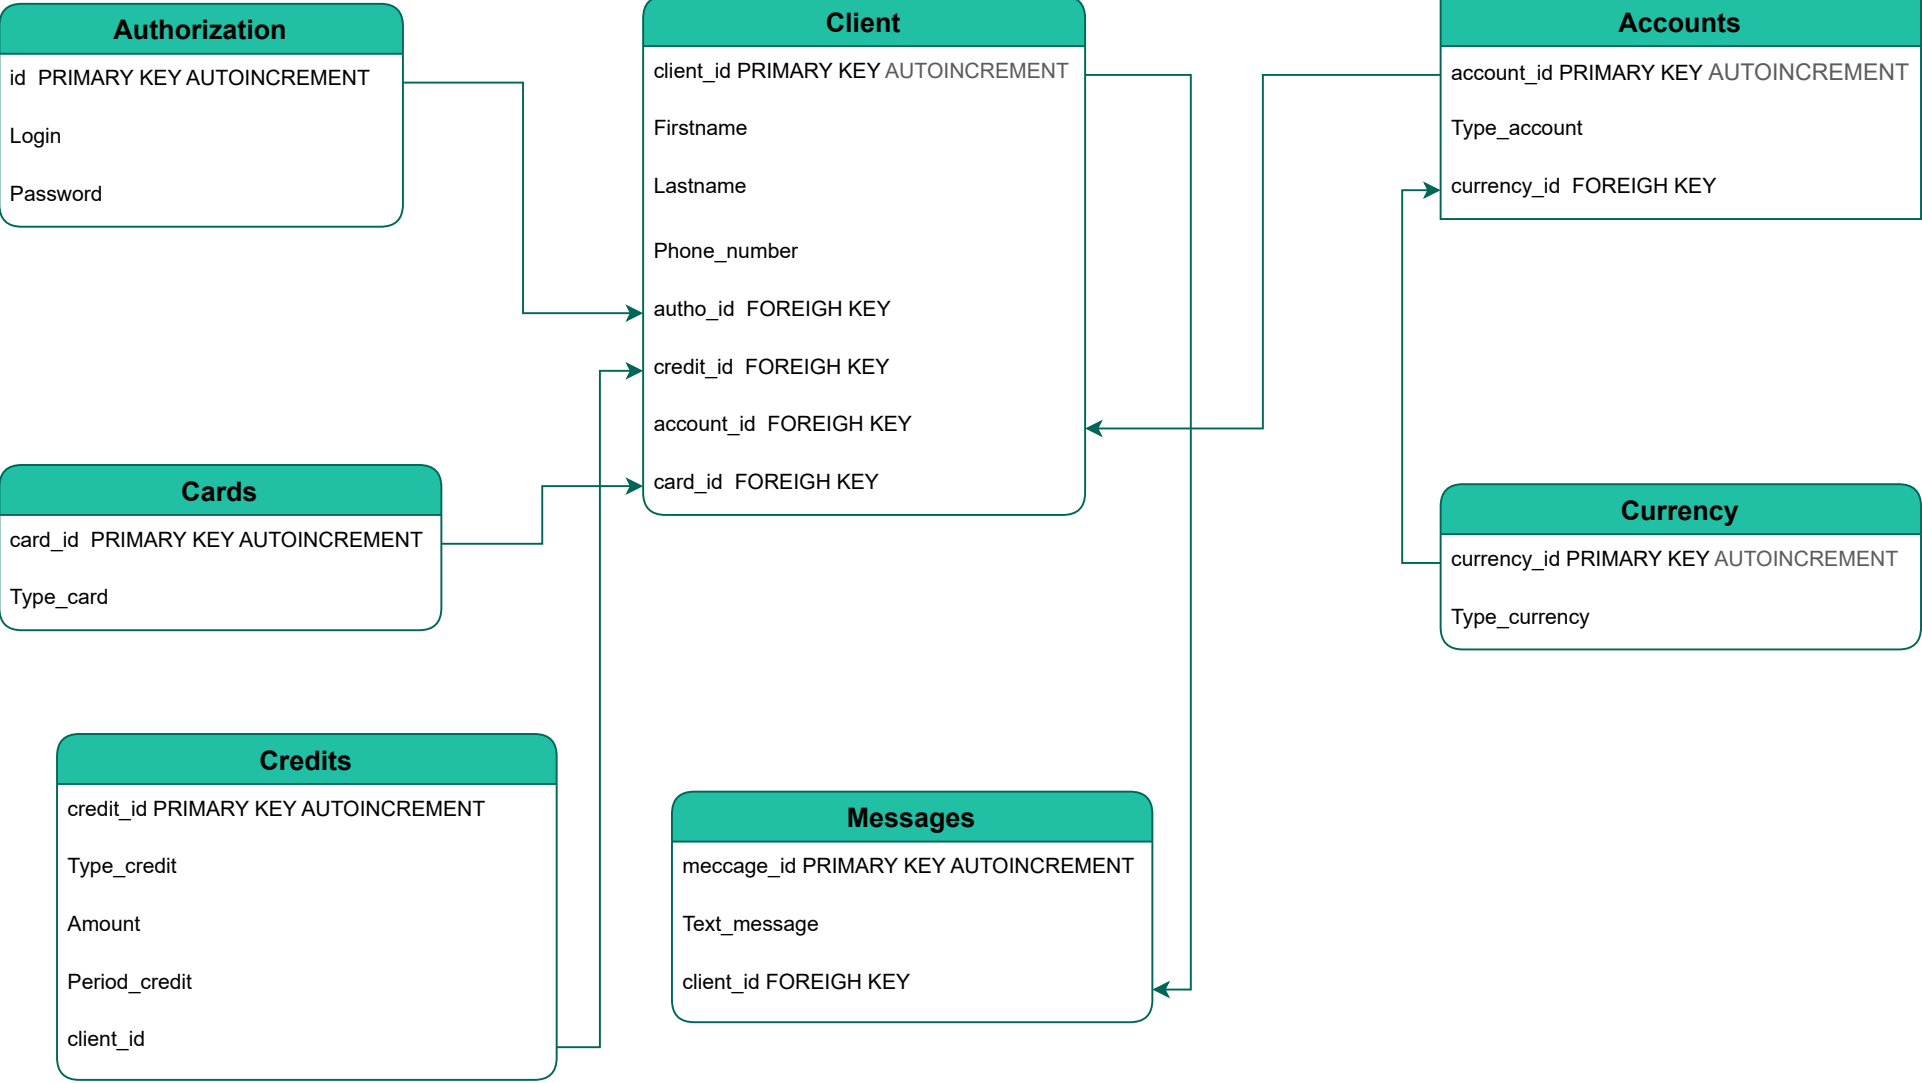 Authorization
id PRIMARY KEY AUTOINCREMENT
Login
Password
Client
client_id PRIMARY KEY AUTOINCREMENT
Firstname
Lastname
Phone_number
autho_id FOREIGH KEY
credit_id FOREIGH KEY
account_id FOREIGH KEY
card_id FOREIGH KEY
Accounts
account_id PRIMARY KEY AUTOINCREMENT
Type_account
currency_id FOREIGH KEY
Cards
card_id PRIMARY KEY AUTOINCREMENT
Type_card
Currency
currency_id PRIMARY KEY AUTOINCREMENT
Type_currency
Credits
credit_id PRIMARY KEY AUTOINCREMENT
Type_credit
Amount
Period_credit
client_id
Messages
meccage_id PRIMARY KEY AUTOINCREMENT
Text_message
client_id FOREIGH KEY